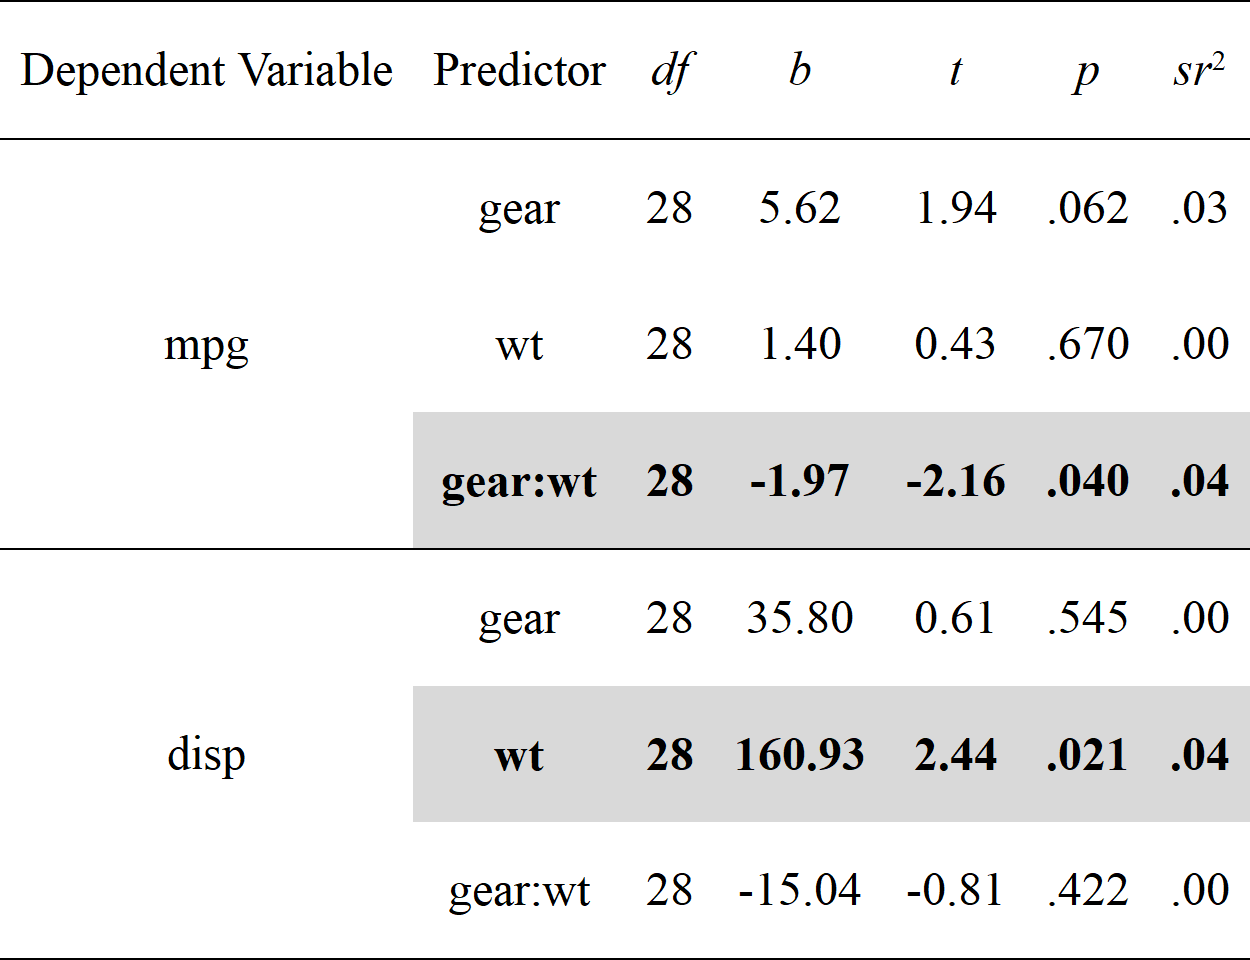 Dependent Variable Predictor df b t p sr²
gear 28 5.62 1.94 .062 .03
mpg wt 28 1.40 0.43 .670 .00
gear:wt 28 -1.97 -2.16 .040 .04
gear 28 35.80 0.61 .545 .00
disp wt 28 160.93 2.44 .021 .04
gear:wt 28 -15.04 -0.81 .422 .00